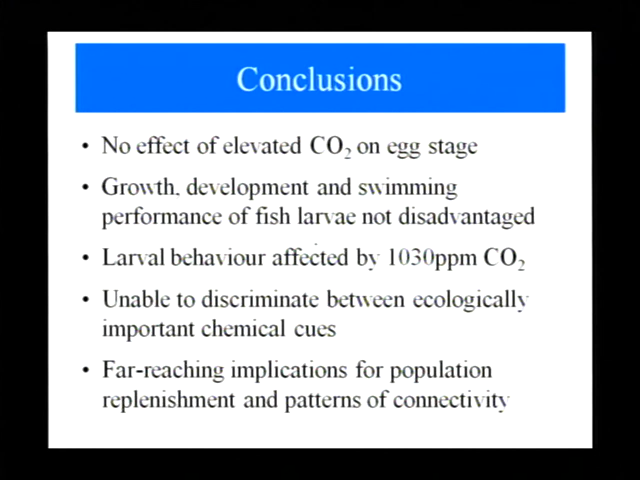 Conclusions
• No effect of elevated CO₂ on egg stage
• Growth, development and swimming
performance of fish larvae not disadvantaged
• Larval behaviour affected by 1030ppm CO₂
• Unable to discriminate between ecologically
important chemical cues
• Far-reaching implications for population
replenishment and patterns of connectivity